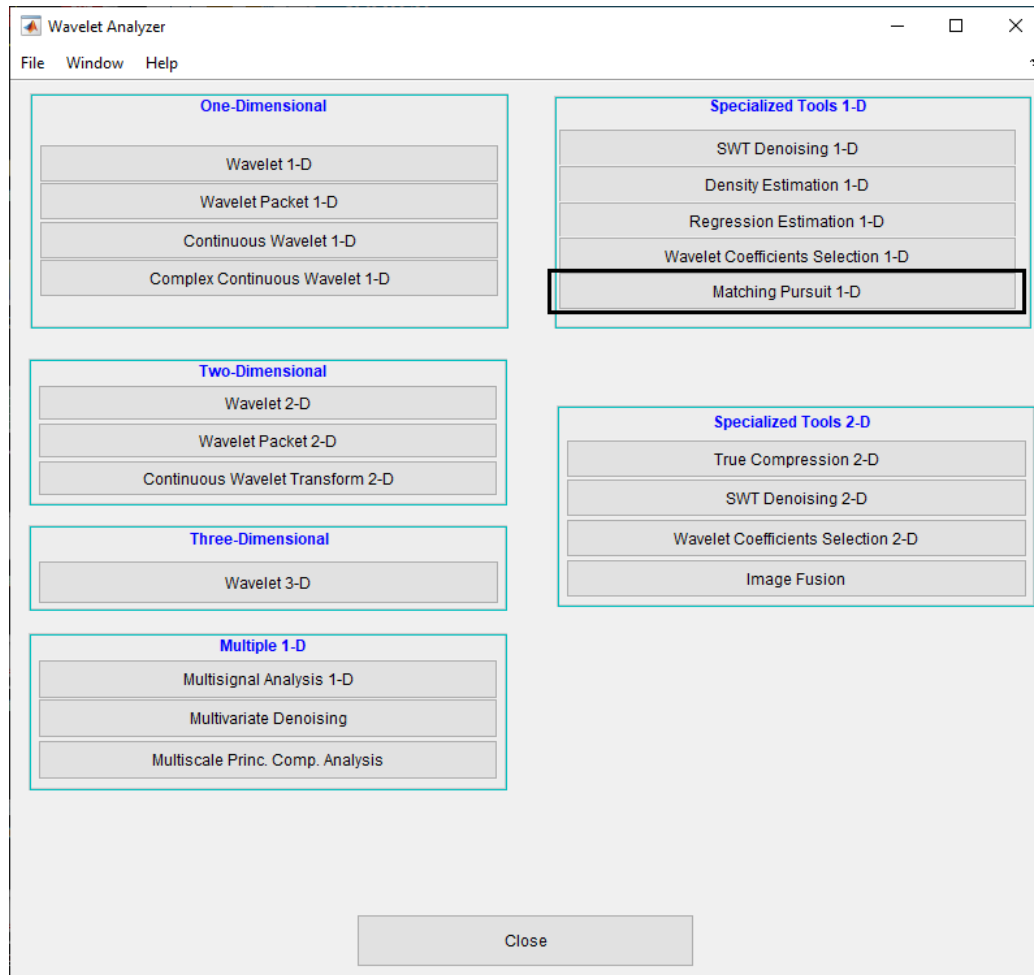 Wavelet Analyzer
File Window Help
One-Dimensional
Wavelet 1-D
Wavelet Packet 1-D
Continuous Wavelet 1-D
Complex Continuous Wavelet 1-D
Two-Dimensional
Wavelet 2-D
Wavelet Packet 2-D
Continuous Wavelet Transform 2-D
Three-Dimensional
Wavelet 3-D
Multiple 1-D
Multisignal Analysis 1-D
Multivariate Denoising
Multiscale Princ. Comp. Analysis
Specialized Tools 1-D
SWT Denoising 1-D
Density Estimation 1-D
Regression Estimation 1-D
Wavelet Coefficients Selection 1-D
Matching Pursuit 1-D
Specialized Tools 2-D
True Compression 2-D
SWT Denoising 2-D
Wavelet Coefficients Selection 2-D
Image Fusion
Close